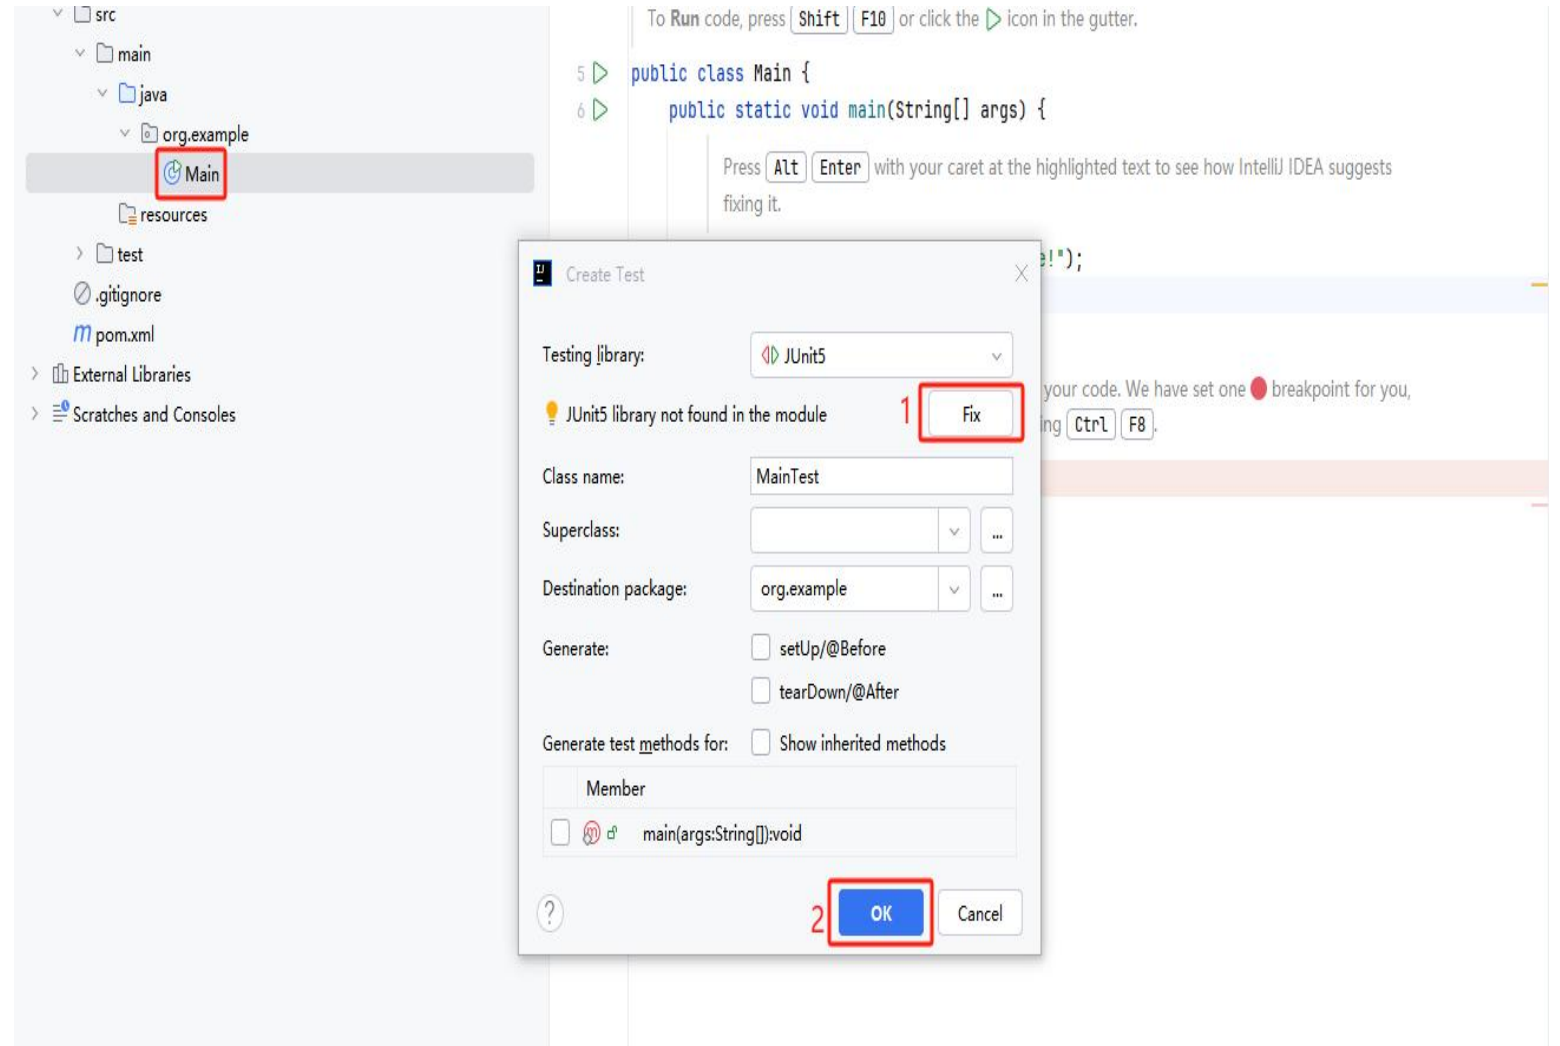 src
main
java
org.example
Main
resources
test
.gitignore
pom.xml
External Libraries
Scratches and Consoles
To Run code, press Shift F10 or click the icon in the gutter.
5 public class Main {
6 public static void main(String[] args) {
Press Alt Enter with your caret at the highlighted text to see how IntelliJ IDEA suggests
fixing it.
e!");
your code. We have set one breakpoint for you,
ing Ctrl F8.
Create Test
Testing library: JUnit5
JUnit5 library not found in the module 1 Fix
Class name: MainTest
Superclass: ...
Destination package: org.example ...
Generate: setUp/@Before
tearDown/@After
Generate test methods for: Show inherited methods
Member
m main(args:String[]):void
? 2 OK Cancel